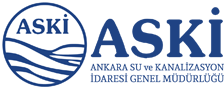 ASKİ
ASKİ
ANKARA SU ve KANALİZASYON
İDARESİ GENEL MÜDÜRLÜĞÜ